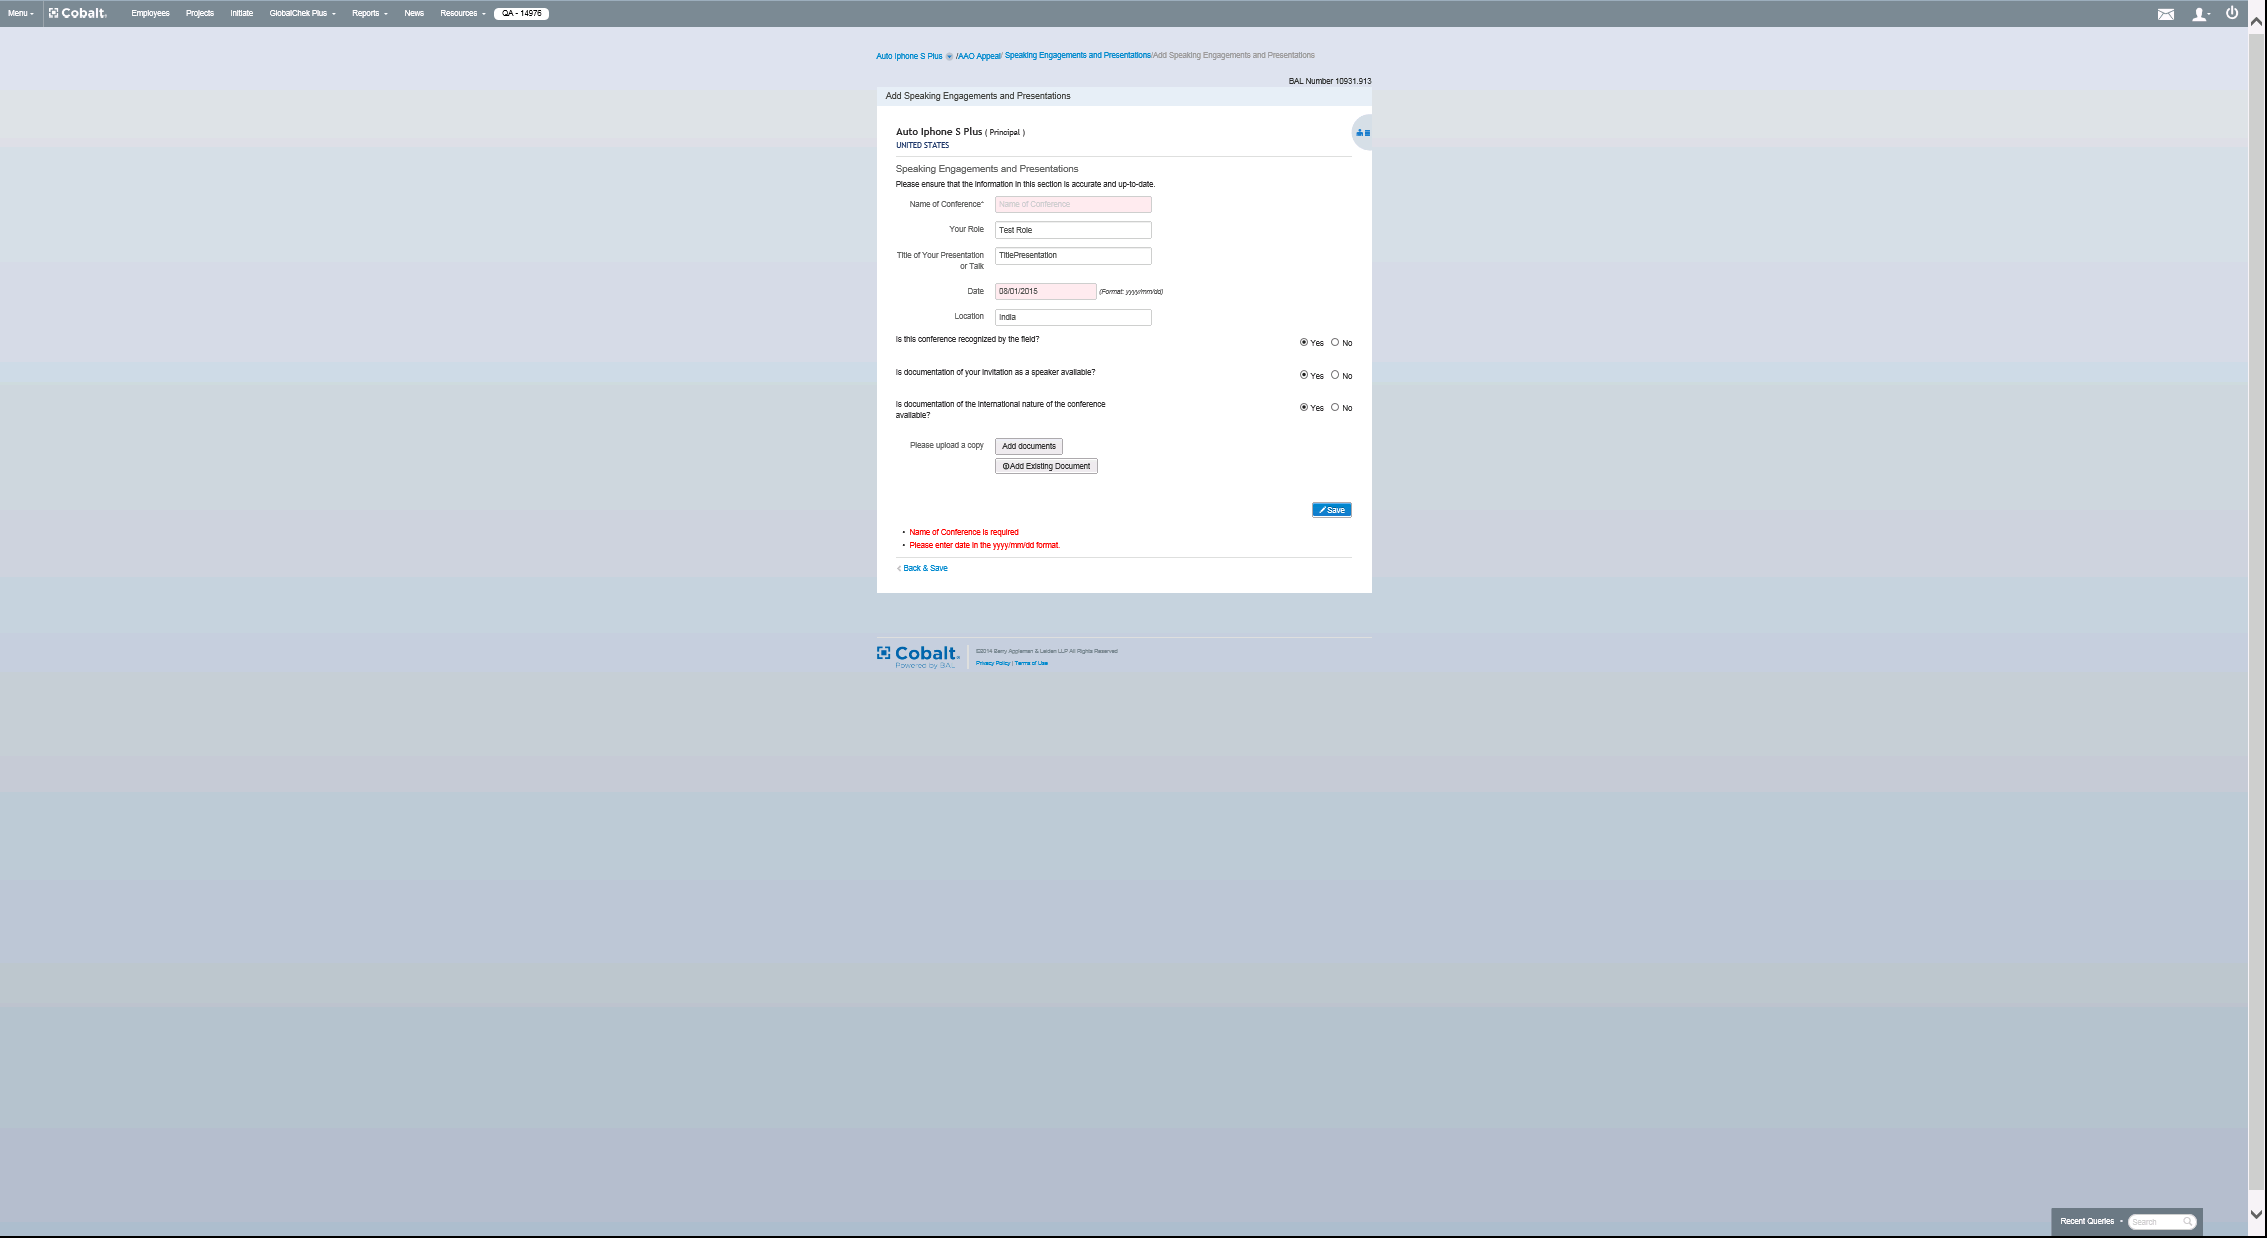 Menu Cobalt Employees Projects Initiate GlobalChek Plus Reports News Resources QA - 14976
Auto Iphone S Plus /AAO Appeal/ Speaking Engagements and Presentations/Add Speaking Engagements and Presentations
BAL Number 10931.913
Add Speaking Engagements and Presentations
Auto Iphone S Plus ( Principal )
UNITED STATES
Speaking Engagements and Presentations
Please ensure that the information in this section is accurate and up-to-date.
Name of Conference* Name of Conference
Your Role Test Role
Title of Your Presentation TitlePresentation
or Talk
Date 08/01/2015 (Format: yyyy/mm/dd)
Location India
Is this conference recognized by the field? Yes No
Is documentation of your invitation as a speaker available? Yes No
Is documentation of the international nature of the conference
available? Yes No
Please upload a copy Add documents
Add Existing Document
Save
• Name of Conference is required
• Please enter date in the yyyy/mm/dd format.
< Back & Save
Cobalt ©2014 Berry Appleman & Leiden LLP All Rights Reserved
Powered by BAL Privacy Policy | Terms of Use
Recent Queries Search